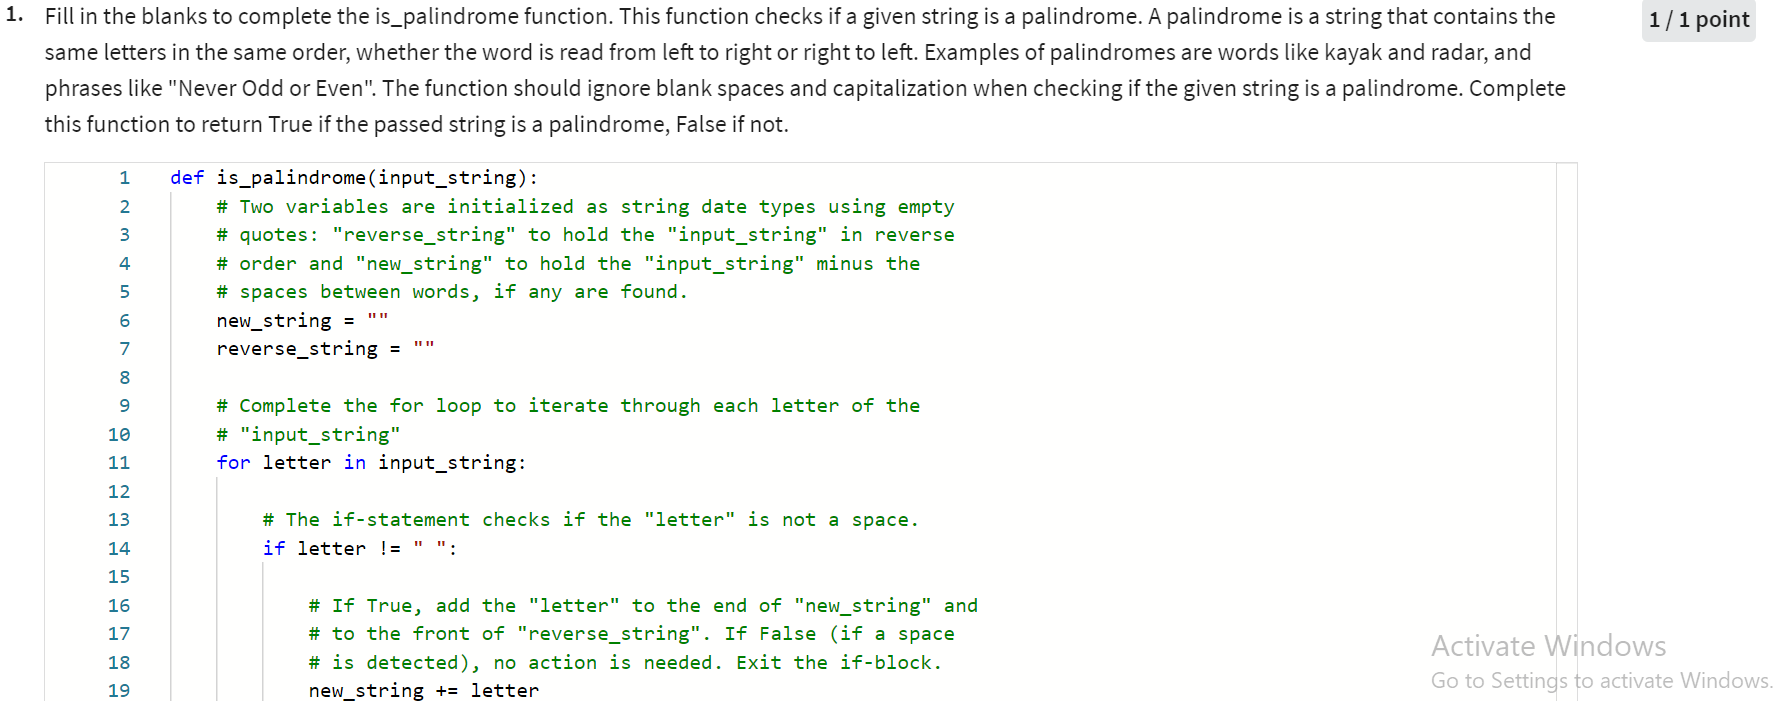 1. Fill in the blanks to complete the is_palindrome function. This function checks if a given string is a palindrome. A palindrome is a string that contains the
same letters in the same order, whether the word is read from left to right or right to left. Examples of palindromes are words like kayak and radar, and
phrases like "Never Odd or Even". The function should ignore blank spaces and capitalization when checking if the given string is a palindrome. Complete
this function to return True if the passed string is a palindrome, False if not.
1 / 1 point
1 def is_palindrome(input_string):
2     # Two variables are initialized as string date types using empty
3     # quotes: "reverse_string" to hold the "input_string" in reverse
4     # order and "new_string" to hold the "input_string" minus the
5     # spaces between words, if any are found.
6     new_string = ""
7     reverse_string = ""
8
9     # Complete the for loop to iterate through each letter of the
10     # "input_string"
11     for letter in input_string:
12
13         # The if-statement checks if the "letter" is not a space.
14         if letter != " ":
15
16             # If True, add the "letter" to the end of "new_string" and
17             # to the front of "reverse_string". If False (if a space
18             # is detected), no action is needed. Exit the if-block.
19             new_string += letter
Activate Windows
Go to Settings to activate Windows.